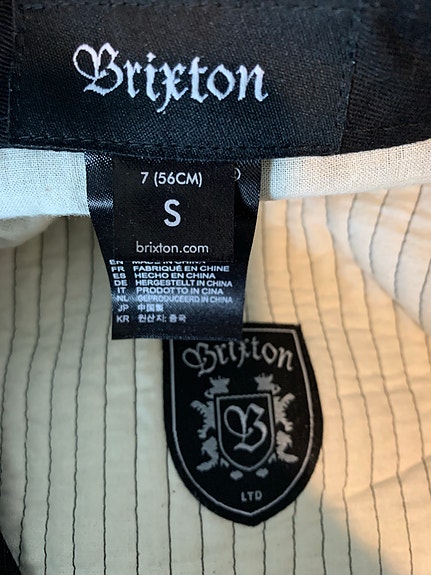 Brixton
7 (56CM)
S
brixton.com
EN MADE IN CHINA
FR FABRIQUÉ EN CHINE
ES HECHO EN CHINA
DE HERGESTELLT IN CHINA
IT PRODOTTO IN CINA
NL GEPRODUCEERD IN CHINA
JP 中国製
KR 원산지: 중국
Brixton
B
LTD